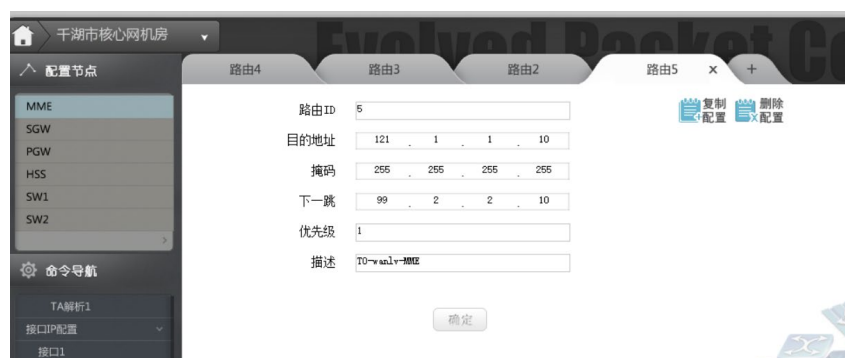 千湖市核心网机房
Evolved Packet Co
配置节点
路由4 路由3 路由2 路由5 x +
MME
SGW
PGW
HSS
SW1
SW2
命令导航
TA解析1
接口IP配置
接口1
路由ID 5
目的地址 121 . 1 . 1 . 10
掩码 255 . 255 . 255 . 255
下一跳 99 . 2 . 2 . 10
优先级 1
描述 TO-wanlv-MME
确定
复制配置 删除配置